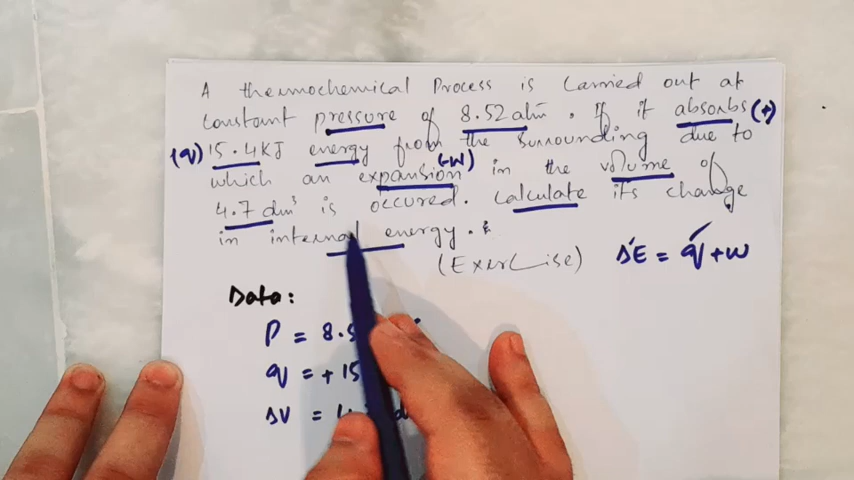 A thermochemical Process is Carried out at
Constant pressure of 8.52 atm. If it absorbs (+)
(q) 15.4 KJ energy from the surrounding due to
which an expansion (-w) in the volume of
4.7 dm³ is occured. Calculate its change
in internal energy.
(Exercise) ΔE = q + w
Data:
P = 8.5
q = +15
ΔV =